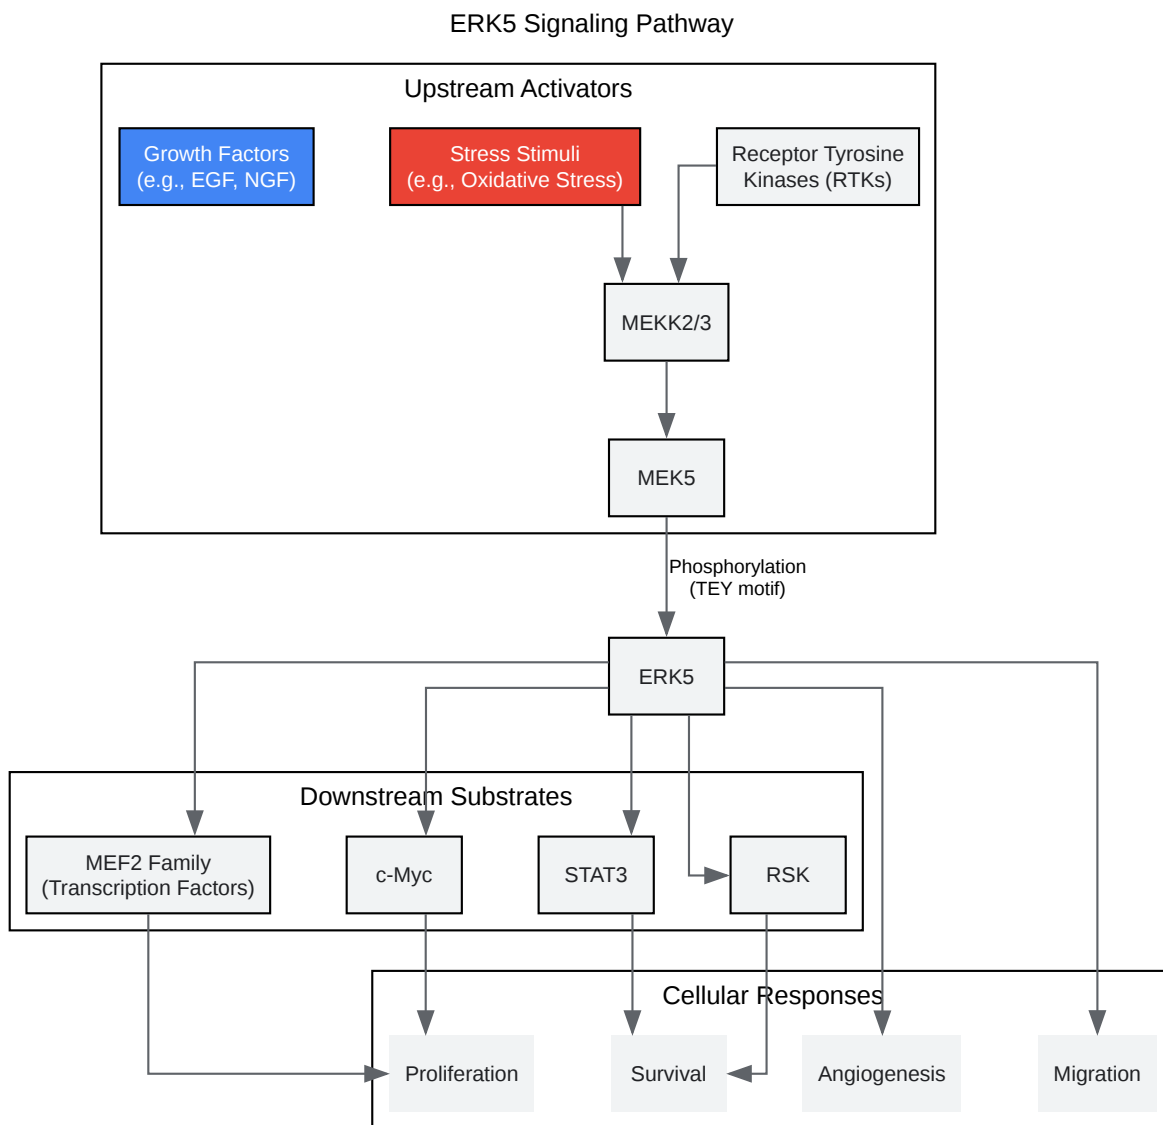 ERK5 Signaling Pathway
Upstream Activators
Growth Factors
(e.g., EGF, NGF)
Stress Stimuli
(e.g., Oxidative Stress)
Receptor Tyrosine
Kinases (RTKs)
MEKK2/3
MEK5
Phosphorylation
(TEY motif)
ERK5
Downstream Substrates
MEF2 Family
(Transcription Factors)
c-Myc
STAT3
RSK
Cellular Responses
Proliferation
Survival
Angiogenesis
Migration